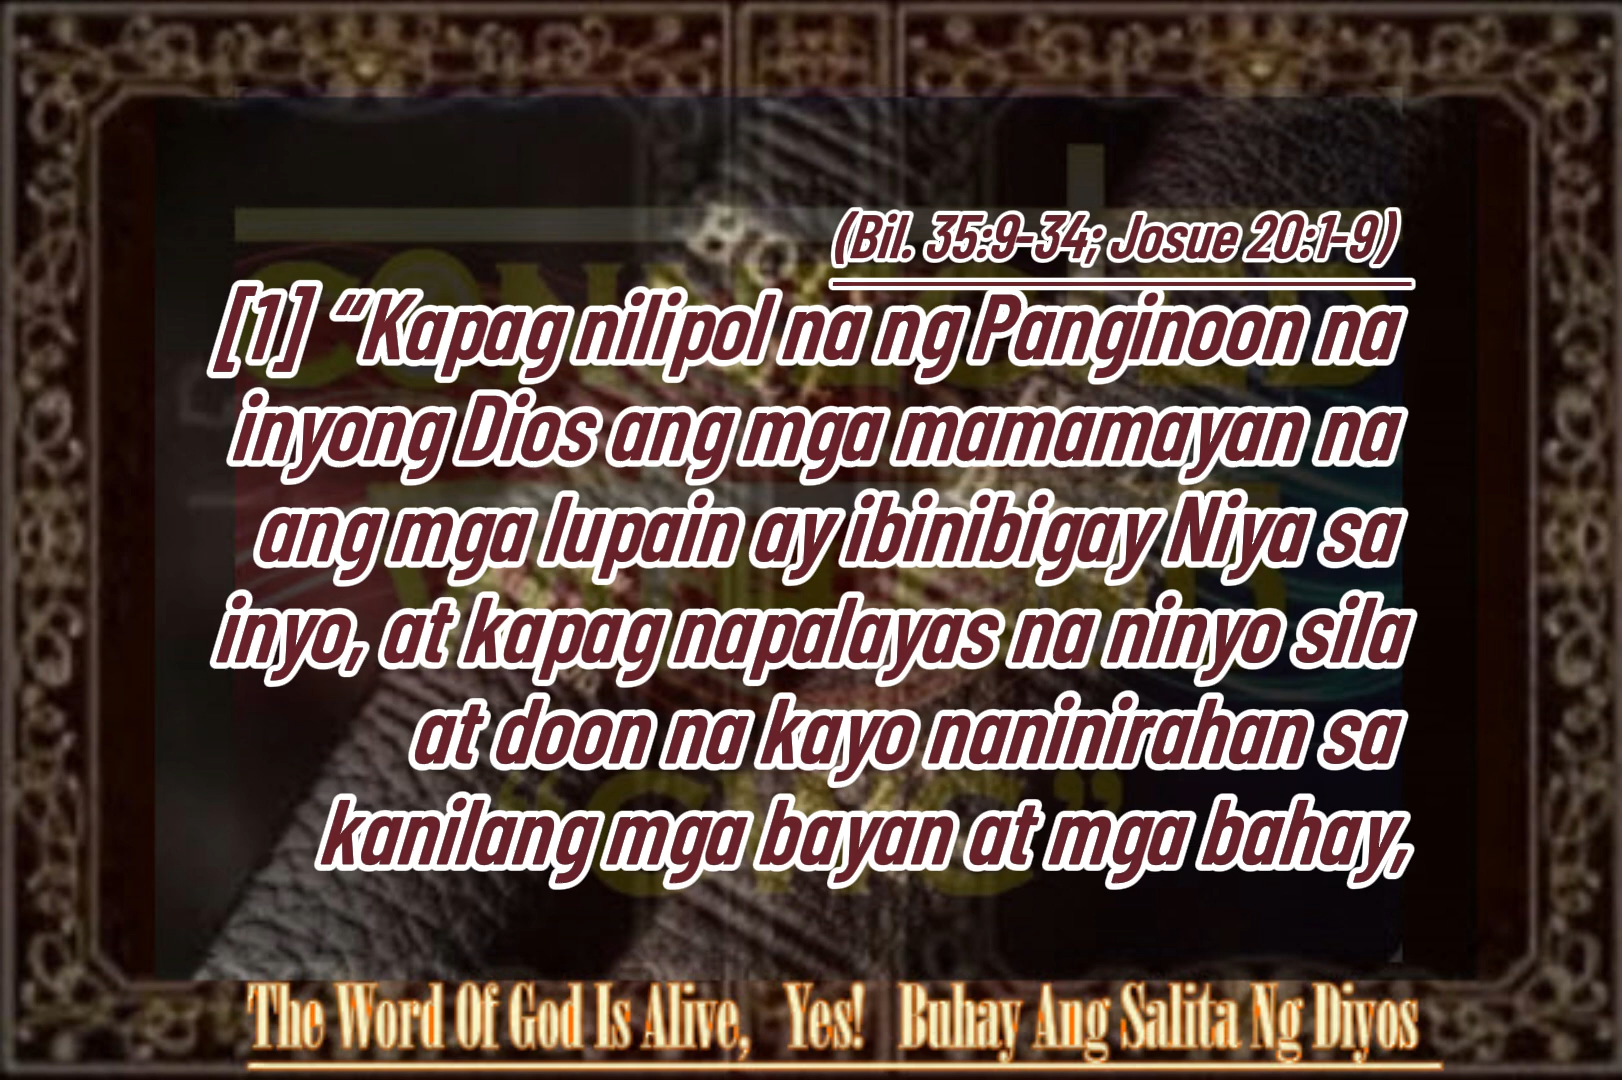 (Bil. 35:9-34; Josue 20:1-9)
[1] “Kapag nilipol na ng Panginoon na
inyong Dios ang mga mamamayan na
ang mga lupain ay ibinibigay Niya sa
inyo, at kapag napalayas na ninyo sila
at doon na kayo naninirahan sa
kanilang mga bayan at mga bahay,
The Word Of God Is Alive, Yes! Buhay Ang Salita Ng Diyos